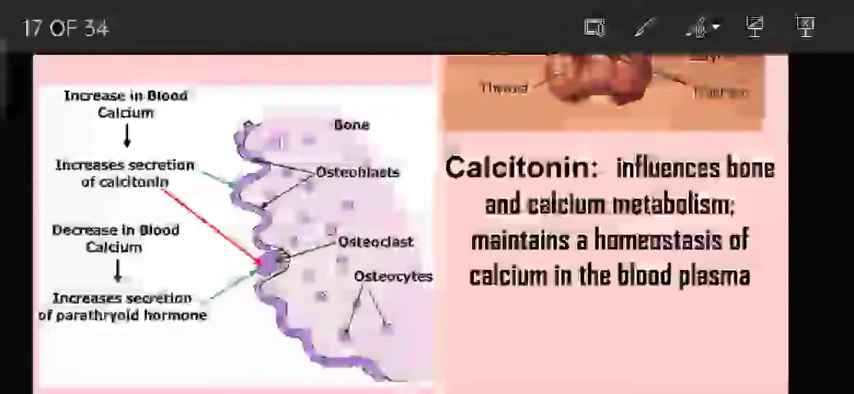 17 OF 34
Increase in Blood
Calcium
Increases secretion
of calcitonin
Decrease in Blood
Calcium
Increases secretion
of parathryoid hormone
Bone
Osteoblasts
Osteoclast
Osteocytes
Thyroid
Calcitonin: influences bone
and calcium metabolism;
maintains a homeostasis of
calcium in the blood plasma